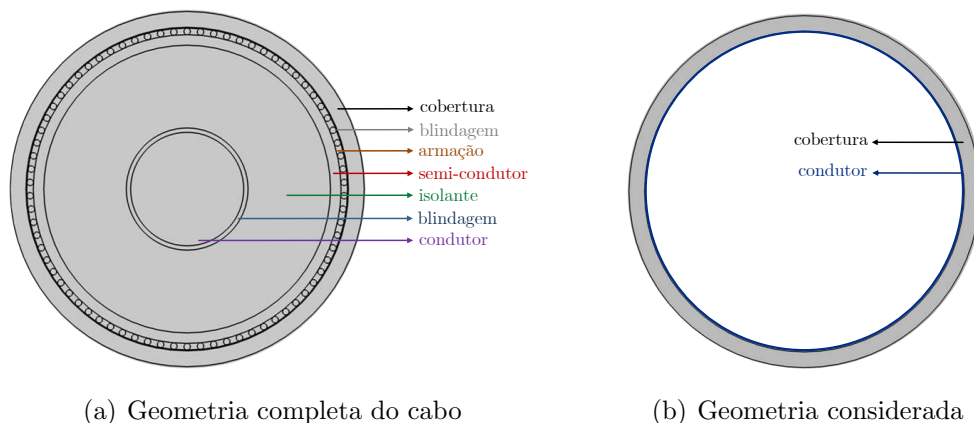 cobertura
blindagem
armação
semi-condutor
isolante
blindagem
condutor
cobertura
condutor
(a) Geometria completa do cabo
(b) Geometria considerada